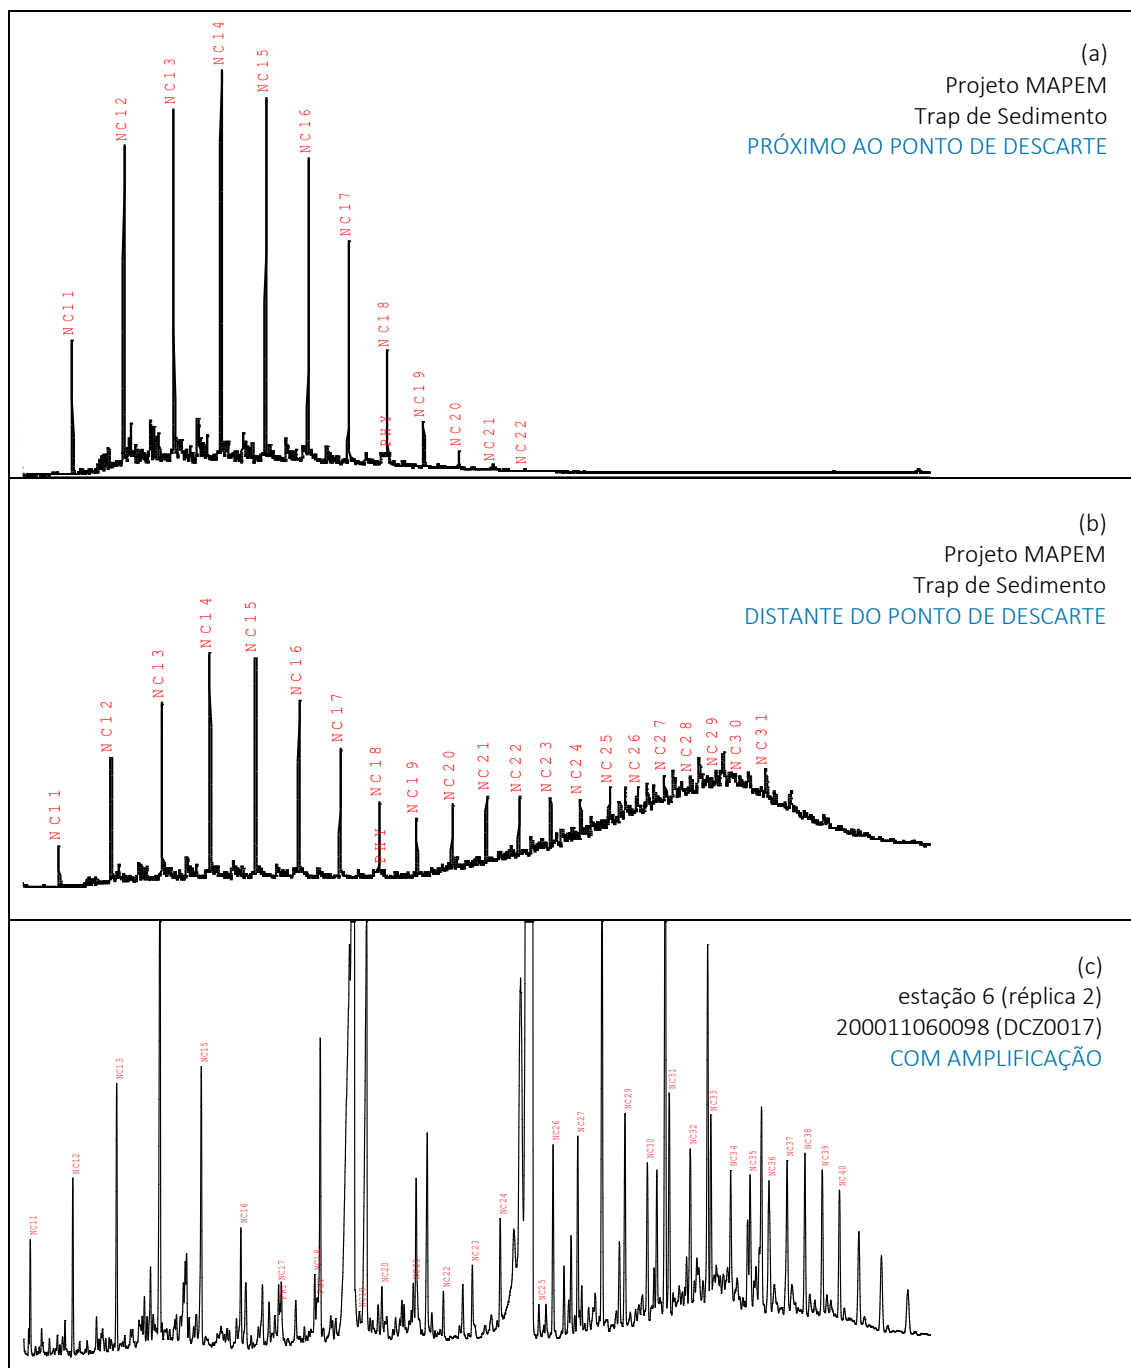 (a)
Projeto MAPEM
Trap de Sedimento
PRÓXIMO AO PONTO DE DESCARTE
NC11
NC12
NC13
NC14
NC15
NC16
NC17
NC18
PHY
NC19
NC20
NC21
NC22
(b)
Projeto MAPEM
Trap de Sedimento
DISTANTE DO PONTO DE DESCARTE
NC11
NC12
NC13
NC14
NC15
NC16
NC17
NC18
PHY
NC19
NC20
NC21
NC22
NC23
NC24
NC25
NC26
NC27
NC28
NC29
NC30
NC31
(c)
estação 6 (réplica 2)
200011060098 (DCZ0017)
COM AMPLIFICAÇÃO
NC11
NC12
NC13
NC15
NC16
NC17
PRI
NC18
PHY
NC19
NC20
NC21
NC22
NC23
NC24
NC25
NC26
NC27
NC29
NC30
NC31
NC32
NC33
NC34
NC35
NC36
NC37
NC38
NC39
NC40